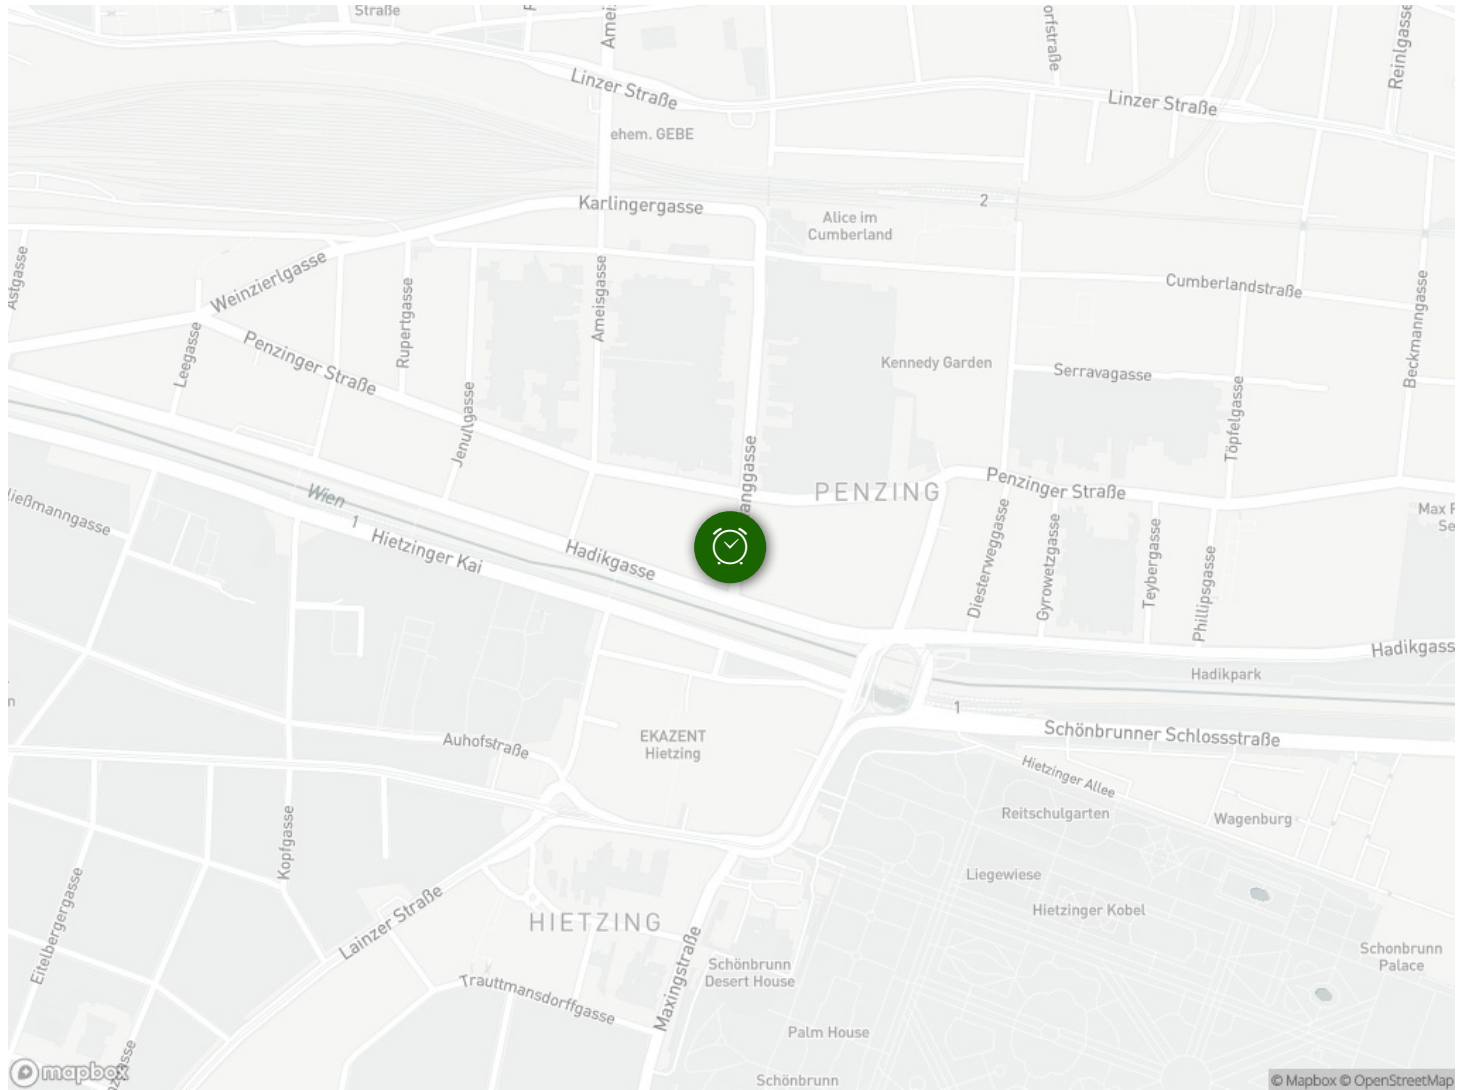 Straße
Linzer Straße
Linzer Straße
Reinlgasse
ehem. GEBE
Karlingergasse
2
Alice im
Cumberland
Astgasse
Weinzierlgasse
Ameisgasse
Rupertgasse
Cumberlandstraße
Beckmanngasse
Leegasse
Penzinger Straße
Kennedy Garden
Serravagasse
Jenullgasse
Töpfelgasse
PENZING
Penzinger Straße
Wien
1
Hietzinger Kai
Hadikgasse
Diesterweggasse
Gyrowetzgasse
Teybergasse
Phillipsgasse
Hadikpark
1
Schönbrunner Schlossstraße
EKAZENT
Hietzing
Auhofstraße
Hietzinger Allee
Reitschulgarten
Wagenburg
Kopfgasse
Liegewiese
Hietzinger Kobel
Eitelbergergasse
Lainzer Straße
HIETZING
Maxingstraße
Schönbrunn
Desert House
Schonbrunn
Palace
Trauttmansdorffgasse
Palm House
Schönbrunn
mapbox
© Mapbox © OpenStreetMap